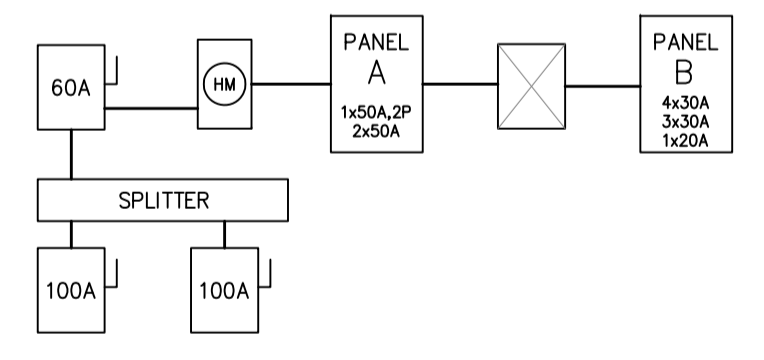 60A
HM
PANEL
A
1x50A,2P
2x50A
PANEL
B
4x30A
3x30A
1x20A
SPLITTER
100A
100A